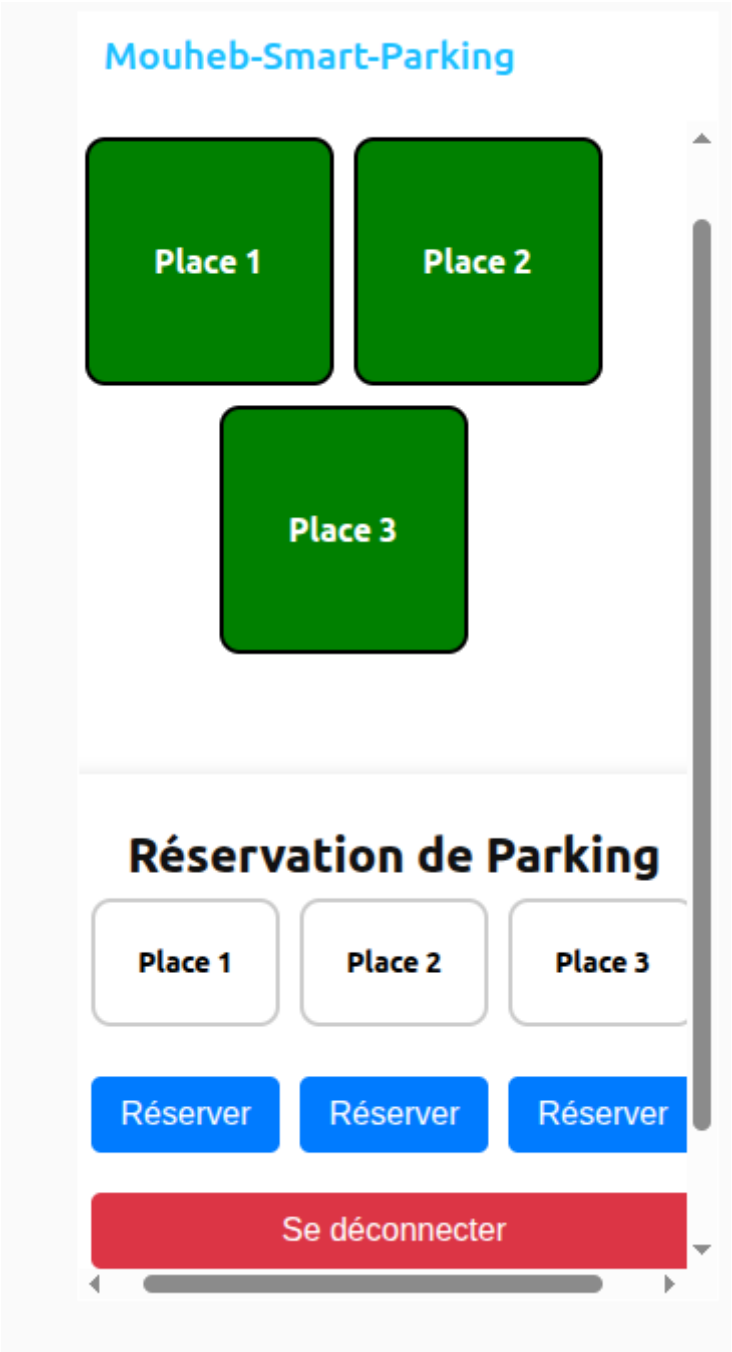 Mouheb-Smart-Parking
Place 1 Place 2
Place 3
Réservation de Parking
Place 1 Place 2 Place 3
Réserver Réserver Réserver
Se déconnecter